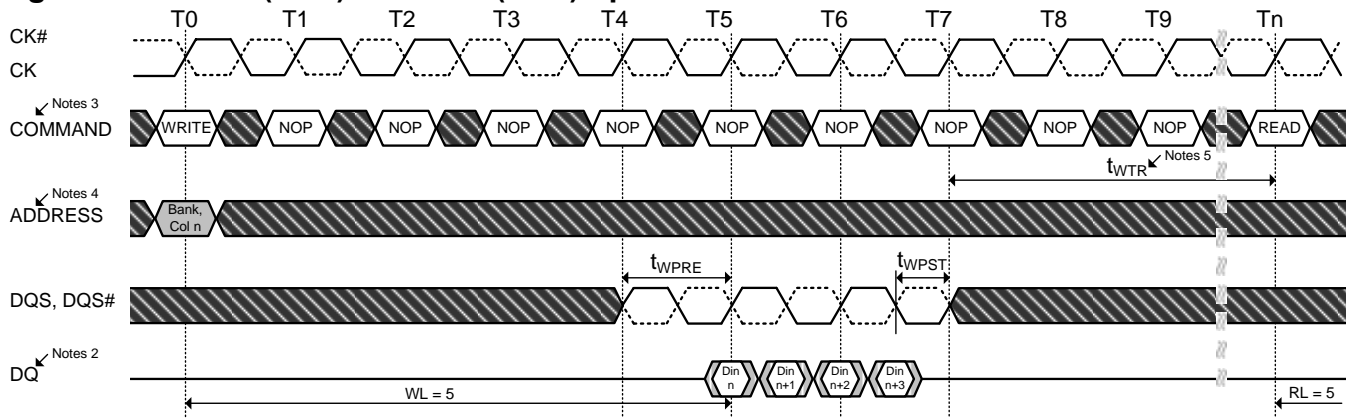 T0 T1 T2 T3 T4 T5 T6 T7 T8 T9 Tn
CK#
CK
Notes 3
COMMAND WRITE NOP NOP NOP NOP NOP NOP NOP NOP NOP READ
tWTR Notes 5
Notes 4
ADDRESS
Bank,
Col n
tWPRE tWPST
DQS, DQS#
Notes 2
DQ
Din Din Din Din
n n+1 n+2 n+3
WL = 5 RL = 5